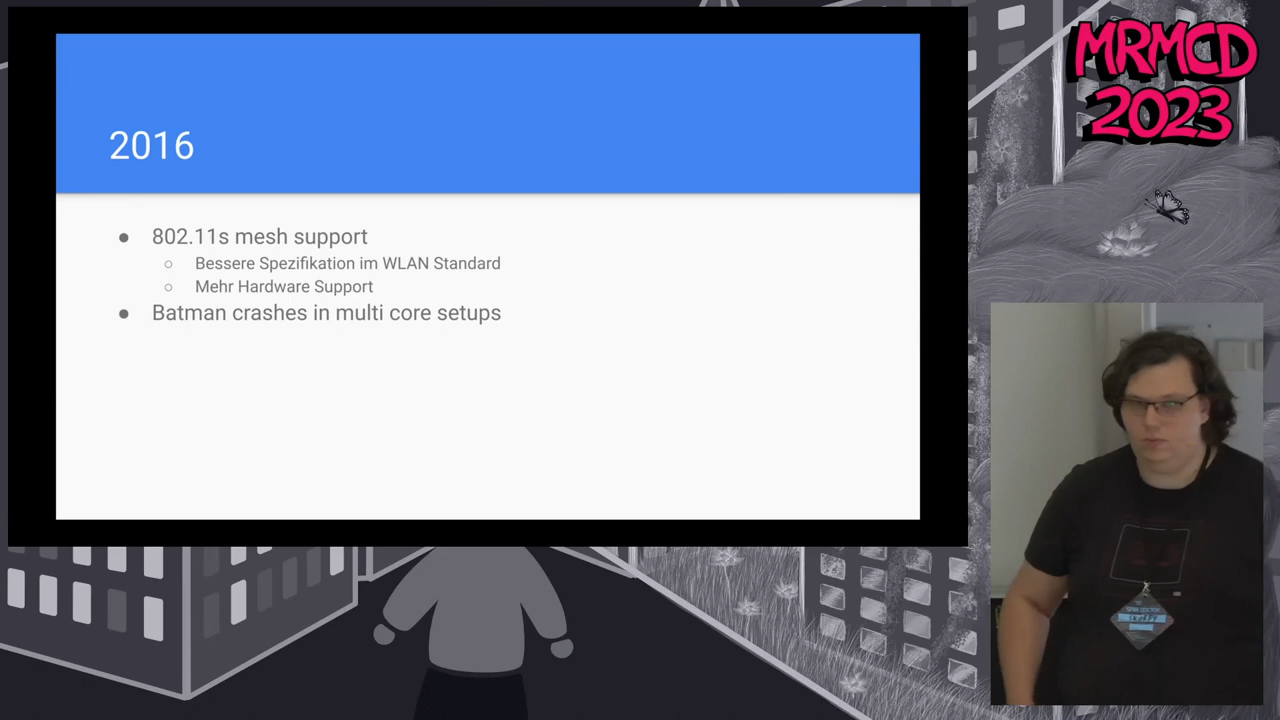 MRMCD
2023
2016
802.11s mesh support
Bessere Spezifikation im WLAN Standard
Mehr Hardware Support
Batman crashes in multi core setups